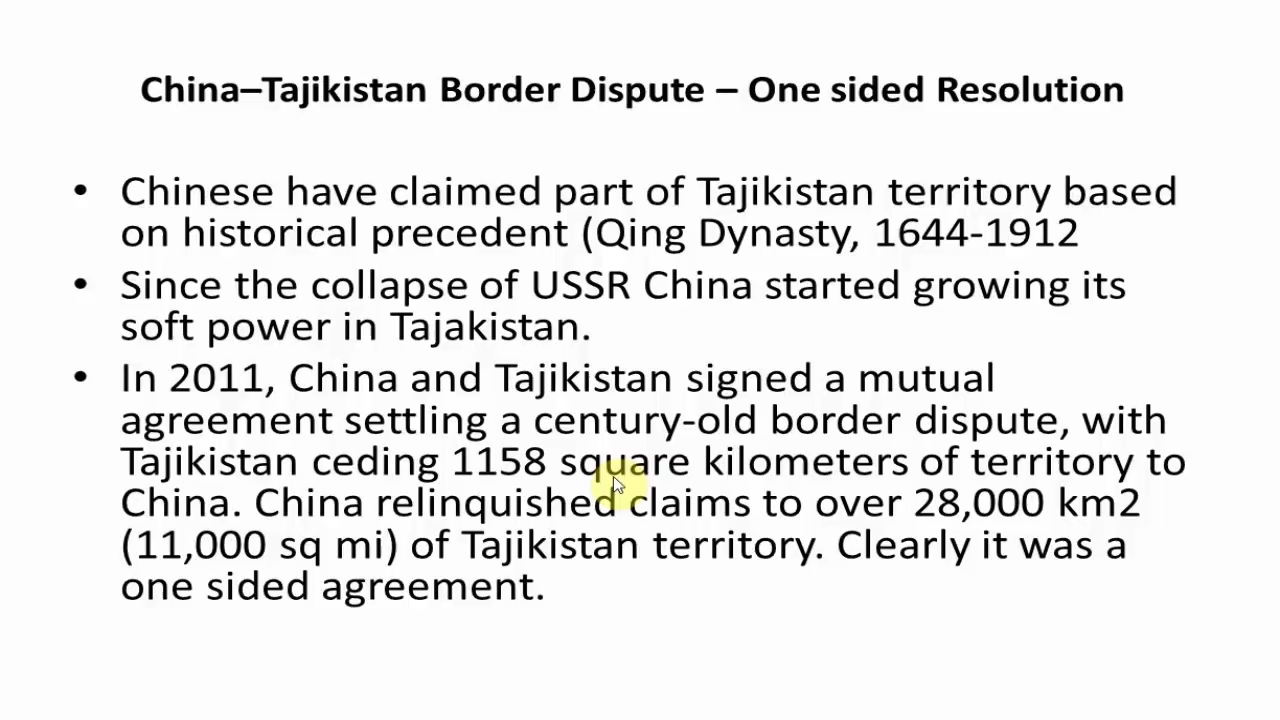 China–Tajikistan Border Dispute – One sided Resolution
• Chinese have claimed part of Tajikistan territory based
on historical precedent (Qing Dynasty, 1644-1912
• Since the collapse of USSR China started growing its
soft power in Tajakistan.
• In 2011, China and Tajikistan signed a mutual
agreement settling a century-old border dispute, with
Tajikistan ceding 1158 square kilometers of territory to
China. China relinquished claims to over 28,000 km2
(11,000 sq mi) of Tajikistan territory. Clearly it was a
one sided agreement.